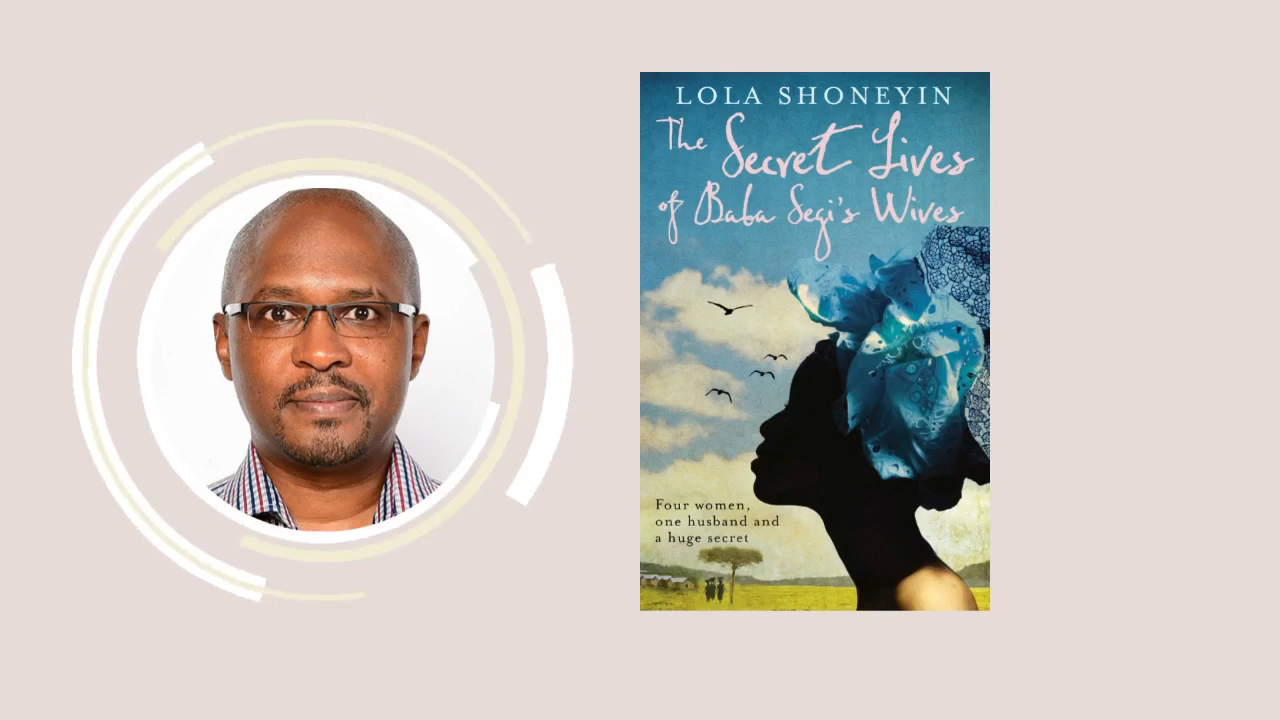 LOLA SHONEYIN
The Secret Lives
of Baba Segi's Wives
Four women,
one husband and
a huge secret